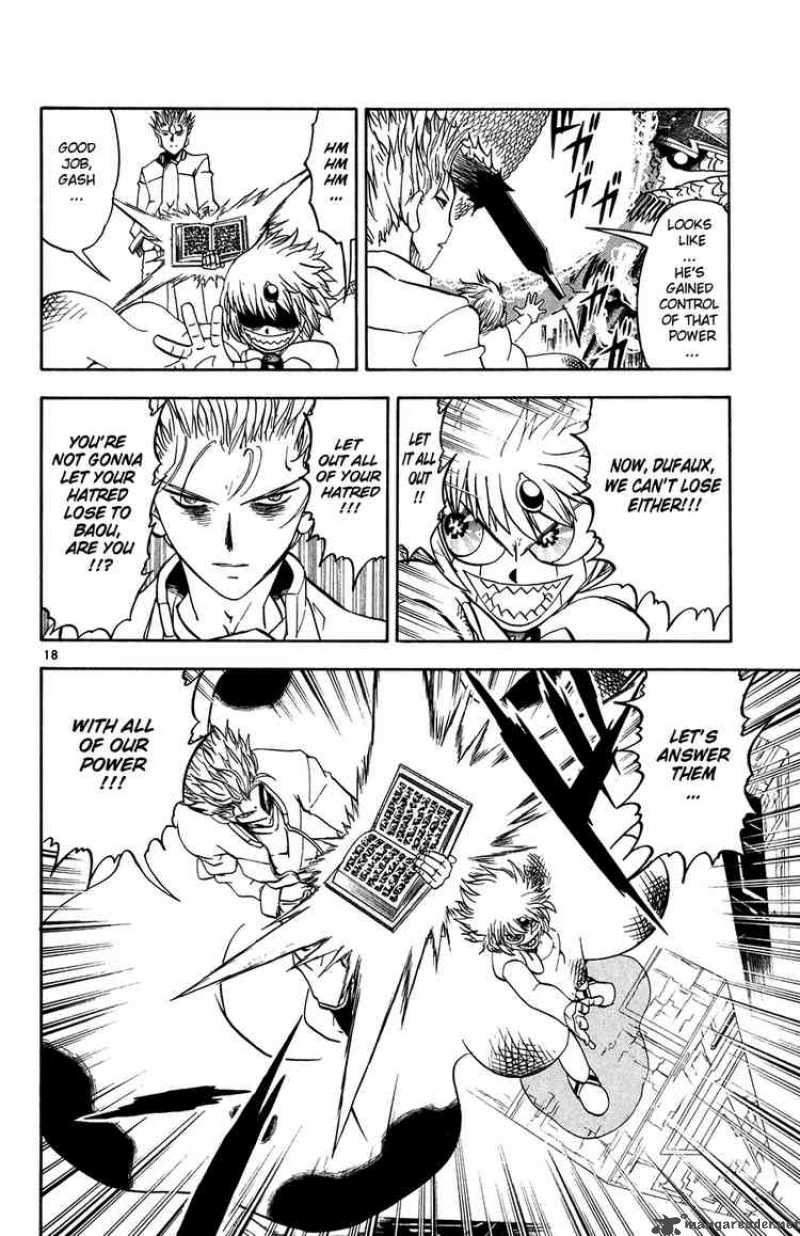 LOOKS
LIKE
...
HE'S
GAINED
CONTROL
OF THAT
POWER
...
HM
HM
HM
...
GOOD
JOB,
GASH
...
NOW, DUFAUX,
WE CAN'T LOSE
EITHER!!!
LET
IT ALL
OUT
!!
LET
OUT ALL
OF YOUR
HATRED
!!!
YOU'RE
NOT GONNA
LET YOUR
HATRED
LOSE TO
BAOU,
ARE YOU
!!?
18
LET'S
ANSWER
THEM
...
WITH ALL
OF OUR
POWER
!!!
mangareader.net